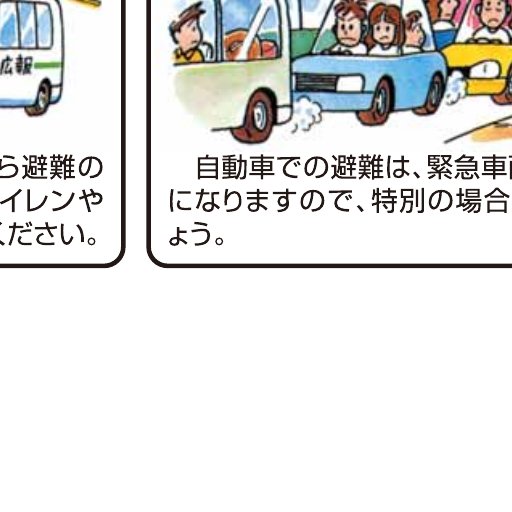 広報
ら避難の
イレンや
ください。
自動車での避難は、緊急車
になりますので、特別の場合
ょう。